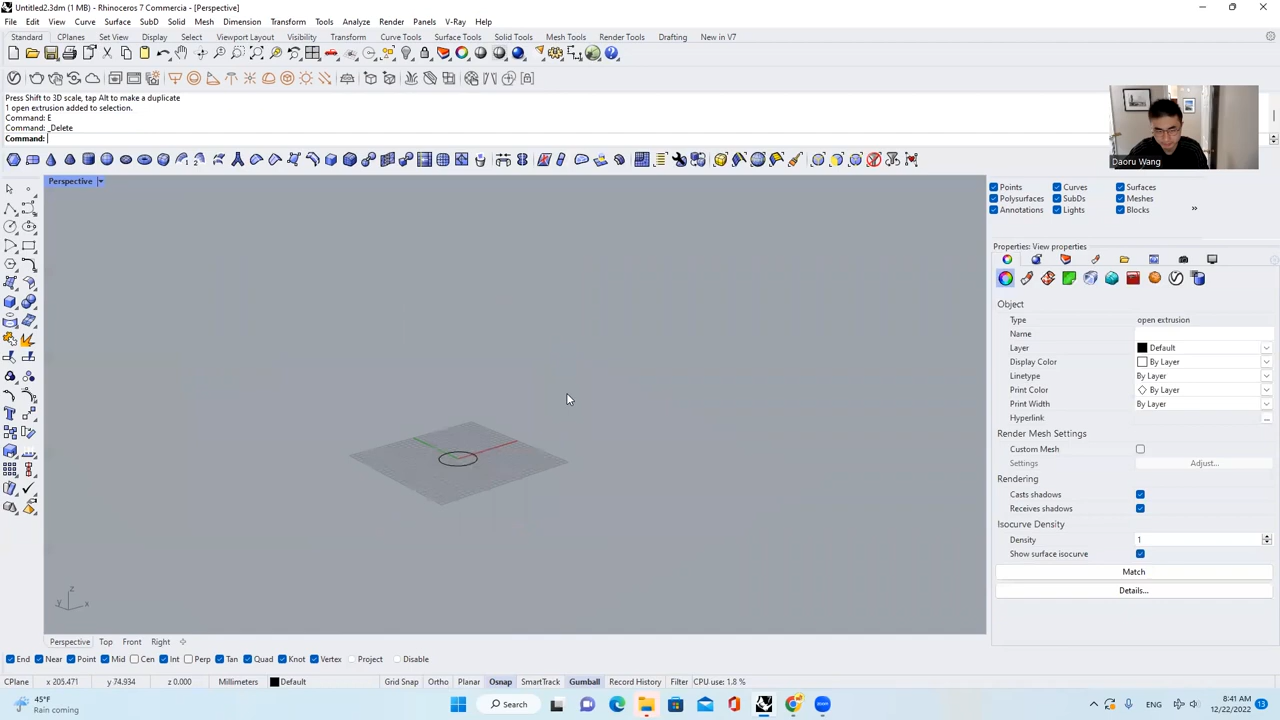 Untitled2.3dm (1 MB) - Rhinoceros 7 Commercia - [Perspective]
File Edit View Curve Surface SubD Solid Mesh Dimension Transform Tools Analyze Render Panels V-Ray Help
Standard CPlanes Set View Display Select Viewport Layout Visibility Transform Curve Tools Surface Tools Solid Tools Mesh Tools Render Tools Drafting New in V7
Press Shift to 3D scale, tap Alt to make a duplicate
1 open extrusion added to selection.
Command: E
Command: _Delete
Command:
Daoru Wang
Perspective
Points Curves Surfaces
Polysurfaces SubDs Meshes
Annotations Lights Blocks
Properties: View properties
Object
Type open extrusion
Name
Layer Default
Display Color By Layer
Linetype By Layer
Print Color By Layer
Print Width By Layer
Hyperlink ...
Render Mesh Settings
Custom Mesh
Settings Adjust...
Rendering
Casts shadows
Receives shadows
Isocurve Density
Density 1
Show surface isocurve
Match
Details...
z
y x
Perspective Top Front Right
End Near Point Mid Cen Int Perp Tan Quad Knot Vertex Project Disable
CPlane x 205.471 y 74.934 z 0.000 Millimeters Default Grid Snap Ortho Planar Osnap SmartTrack Gumball Record History Filter CPU use: 1.8 %
45°F
Rain coming
Search
ENG
8:41 AM
12/22/2022
13